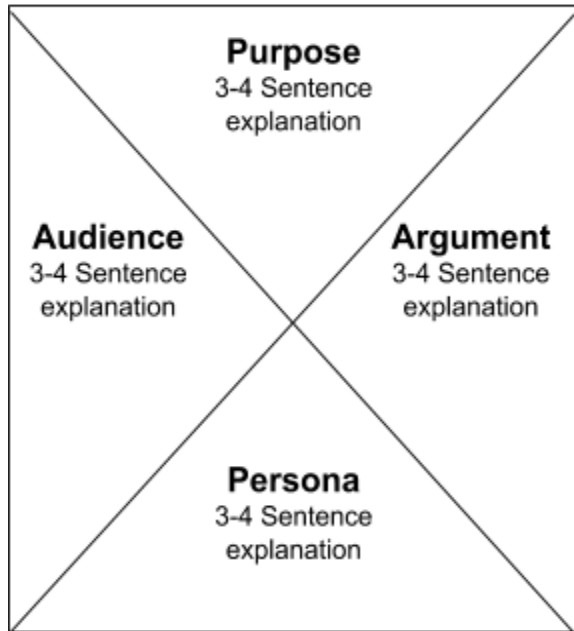 Purpose
3-4 Sentence
explanation
Audience
3-4 Sentence
explanation
Argument
3-4 Sentence
explanation
Persona
3-4 Sentence
explanation